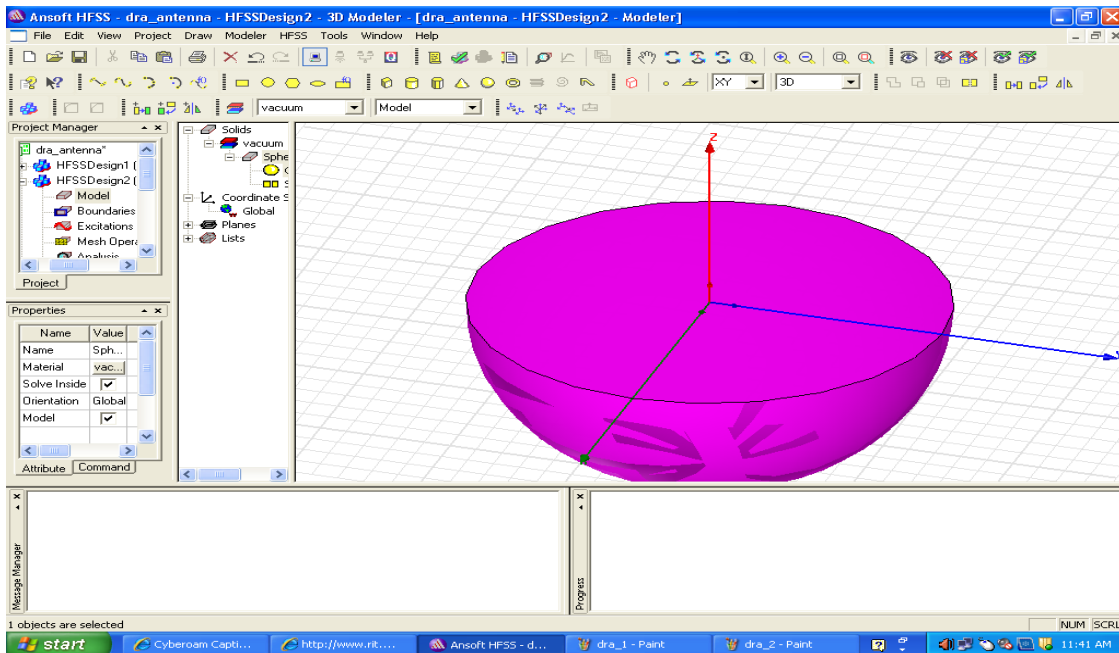 Ansoft HFSS - dra_antenna - HFSSDesign2 - 3D Modeler - [dra_antenna - HFSSDesign2 - Modeler]
File Edit View Project Draw Modeler HFSS Tools Window Help
XY 3D
vacuum Model
Project Manager
dra_antenna*
HFSSDesign1 (
HFSSDesign2 (
Model
Boundaries
Excitations
Mesh Opera
Analysis
Project
Solids
vacuum
Sphe
Coordinate S
Global
Planes
Lists
Z
Properties
Name Value
Name Sph...
Material vac...
Solve Inside
Orientation Global
Model
Attribute Command
Message Manager
Progress
1 objects are selected
NUM SCRL
start Cyberoam Capti... http://www.rit.... Ansoft HFSS - d... dra_1 - Paint dra_2 - Paint 11:41 AM